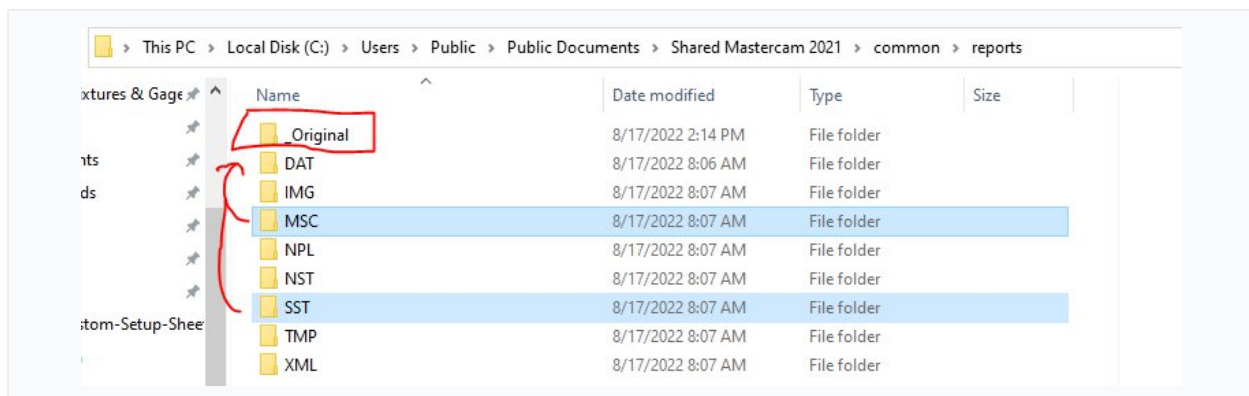 This PC > Local Disk (C:) > Users > Public > Public Documents > Shared Mastercam 2021 > common > reports
xtures & Gage Name Date modified Type Size
_Original 8/17/2022 2:14 PM File folder
nts DAT 8/17/2022 8:06 AM File folder
ds IMG 8/17/2022 8:07 AM File folder
MSC 8/17/2022 8:07 AM File folder
NPL 8/17/2022 8:07 AM File folder
NST 8/17/2022 8:07 AM File folder
SST 8/17/2022 8:07 AM File folder
stom-Setup-Shee TMP 8/17/2022 8:07 AM File folder
XML 8/17/2022 8:07 AM File folder